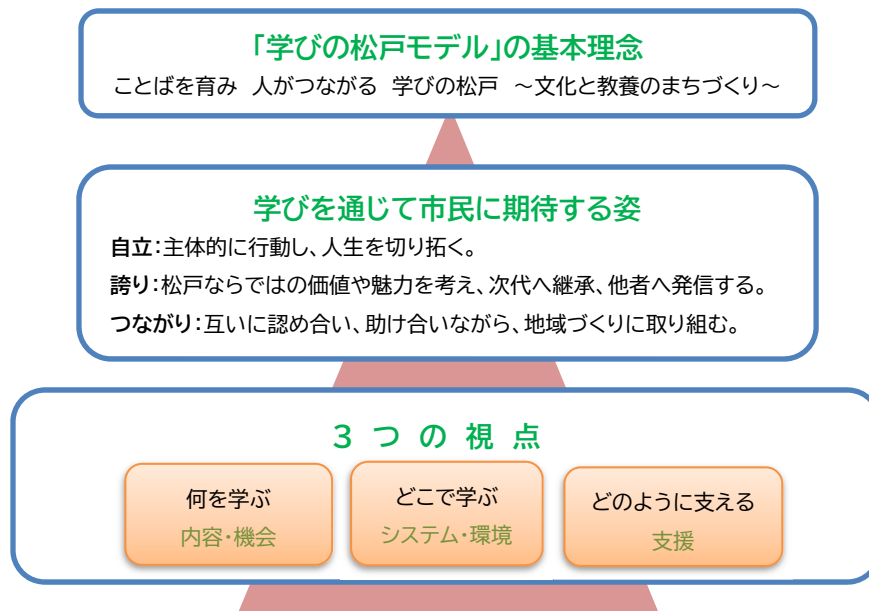 「学びの松戸モデル」の基本理念
ことばを育み 人がつながる 学びの松戸 ～文化と教養のまちづくり～
学びを通じて市民に期待する姿
自立：主体的に行動し、人生を切り拓く。
誇り：松戸ならではの価値や魅力を考え、次代へ継承、他者へ発信する。
つながり：互いに認め合い、助け合いながら、地域づくりに取り組む。
3 つ の 視 点
何を学ぶ
内容・機会
どこで学ぶ
システム・環境
どのように支える
支援